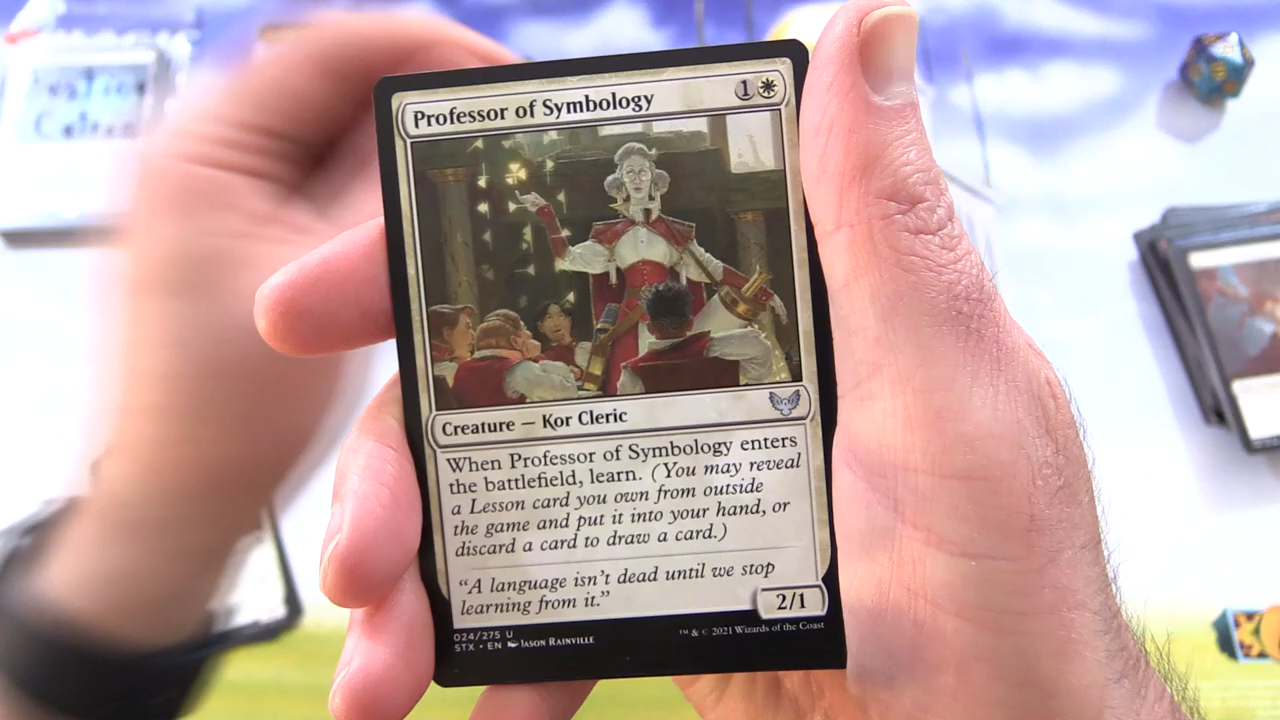 Professor of Symbology 1
Creature — Kor Cleric
When Professor of Symbology enters
the battlefield, learn. (You may reveal
a Lesson card you own from outside
the game and put it into your hand, or
discard a card to draw a card.)
“A language isn’t dead until we stop
learning from it.”
2/1
024/275 U
STX • EN Jason Rainville
™ & © 2021 Wizards of the Coast